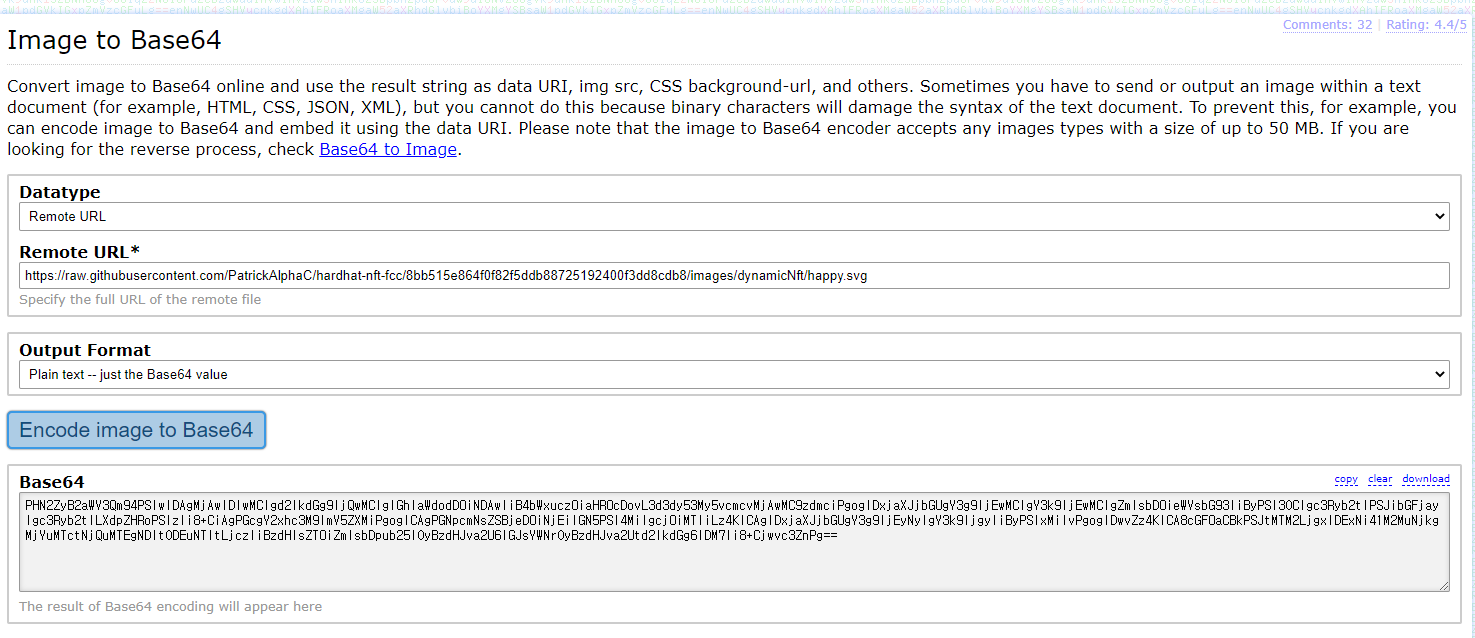 Comments: 32 | Rating: 4.4/5
Image to Base64
Convert image to Base64 online and use the result string as data URI, img src, CSS background-url, and others. Sometimes you have to send or output an image within a text
document (for example, HTML, CSS, JSON, XML), but you cannot do this because binary characters will damage the syntax of the text document. To prevent this, for example, you
can encode image to Base64 and embed it using the data URI. Please note that the image to Base64 encoder accepts any images types with a size of up to 50 MB. If you are
looking for the reverse process, check Base64 to Image.
Datatype
Remote URL
Remote URL*
https://raw.githubusercontent.com/PatrickAlphaC/hardhat-nft-fcc/8bb515e864f0f82f5ddb88725192400f3dd8cdb8/images/dynamicNft/happy.svg
Specify the full URL of the remote file
Output Format
Plain text -- just the Base64 value
Encode image to Base64
Base64
copy clear download
PHN2ZyB2aWV3Qm94PSIwIDAgMjAwIDIwMCIgd2lkdGg9IjQwMCIgIGhlaWdodD0iNDAwIiB4bWxucz0iaHR0cDovL3d3dy53My5vcmcvMjAwMC9zdmciPgogIDxjaXJjbGUgY3g9IjEwMCIgY3k9IjEwMCIgZmlsbD0ieWVsbG93IiByPSI3OCIgc3Ryb2tlPSJibGFjay
Igc3Ryb2tlLXdpZHRoPSIzIi8+CiAgPGcgY2xhc3M9ImV5ZXMiPgogICAgPGNpcmNsZSBjeD0iNjEiIGN5PSI4MiIgcj0iMTIiLz4KICAgIDxjaXJjbGUgY3g9IjEyNyIgY3k9IjgyIiByPSIxMiIvPgogIDwvZz4KICA8cGF0aCBkPSJtMTM2LjgxIDExNi41M2MuNjkg
MjYuMTctNjQuMTEgNDItODEuNTItLjczIiBzdHlsZT0iZmlsbDpub25lOyBzdHJva2U6IGJsYWNrOyBzdHJva2Utd2lkdGg6IDM7Ii8+Cjwvc3ZnPg==
The result of Base64 encoding will appear here